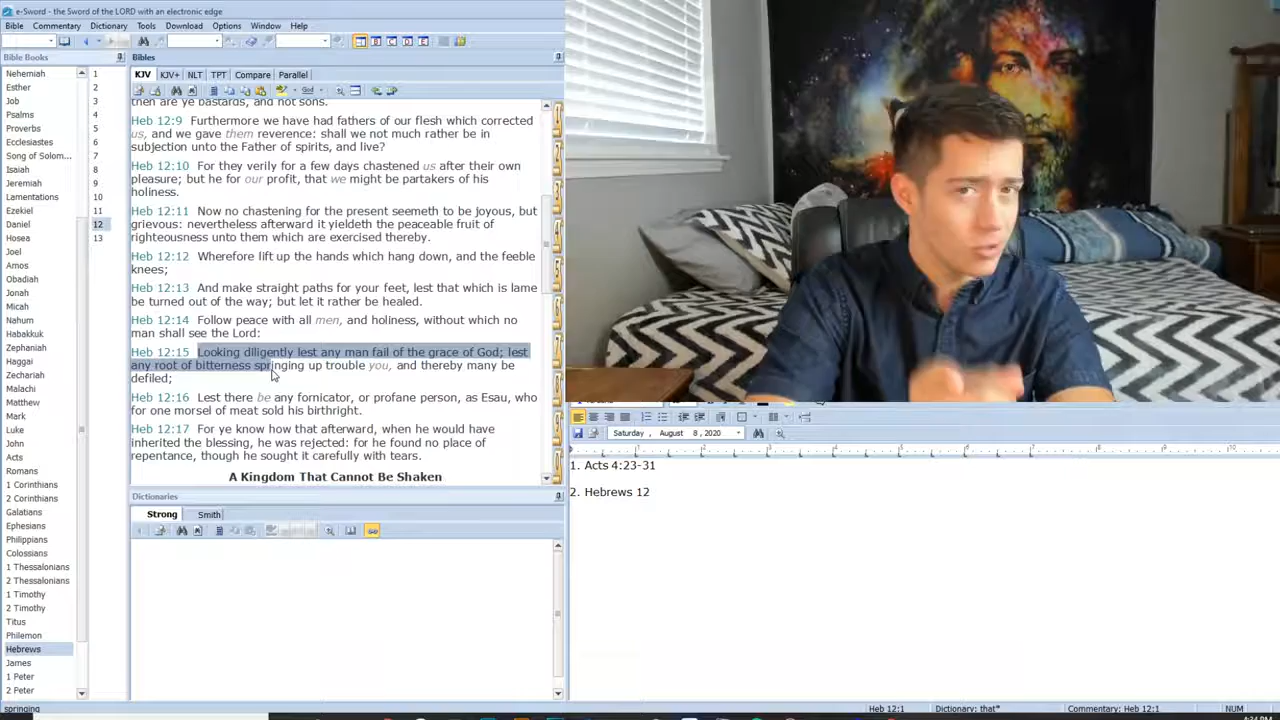 e-Sword - the Sword of the LORD with an electronic edge
Bible Commentary Dictionary Tools Download Options Window Help
Bible Books
Bibles
KJV KJV+ NLT TPT Compare Parallel
Nehemiah
Esther
Job
Psalms
Proverbs
Ecclesiastes
Song of Solom...
Isaiah
Jeremiah
Lamentations
Ezekiel
Daniel
Hosea
Joel
Amos
Obadiah
Jonah
Micah
Nahum
Habakkuk
Zephaniah
Haggai
Zechariah
Malachi
Matthew
Mark
Luke
John
Acts
Romans
1 Corinthians
2 Corinthians
Galatians
Ephesians
Philippians
Colossians
1 Thessalonians
2 Thessalonians
1 Timothy
2 Timothy
Titus
Philemon
Hebrews
James
1 Peter
2 Peter
1
2
3
4
5
6
7
8
9
10
11
12
13
then are ye bastards, and not sons.
Heb 12:9 Furthermore we have had fathers of our flesh which corrected
us, and we gave them reverence: shall we not much rather be in
subjection unto the Father of spirits, and live?
Heb 12:10 For they verily for a few days chastened us after their own
pleasure; but he for our profit, that we might be partakers of his
holiness.
Heb 12:11 Now no chastening for the present seemeth to be joyous, but
grievous: nevertheless afterward it yieldeth the peaceable fruit of
righteousness unto them which are exercised thereby.
Heb 12:12 Wherefore lift up the hands which hang down, and the feeble
knees;
Heb 12:13 And make straight paths for your feet, lest that which is lame
be turned out of the way; but let it rather be healed.
Heb 12:14 Follow peace with all men, and holiness, without which no
man shall see the Lord:
Heb 12:15 Looking diligently lest any man fail of the grace of God; lest
any root of bitterness springing up trouble you, and thereby many be
defiled;
Heb 12:16 Lest there be any fornicator, or profane person, as Esau, who
for one morsel of meat sold his birthright.
Heb 12:17 For ye know how that afterward, when he would have
inherited the blessing, he was rejected: for he found no place of
repentance, though he sought it carefully with tears.
A Kingdom That Cannot Be Shaken
Dictionaries
Strong Smith
Saturday , August 8 , 2020
1. Acts 4:23-31
2. Hebrews 12
springing
Heb 12:1 Dictionary: that* Commentary: Heb 12:1 NUM